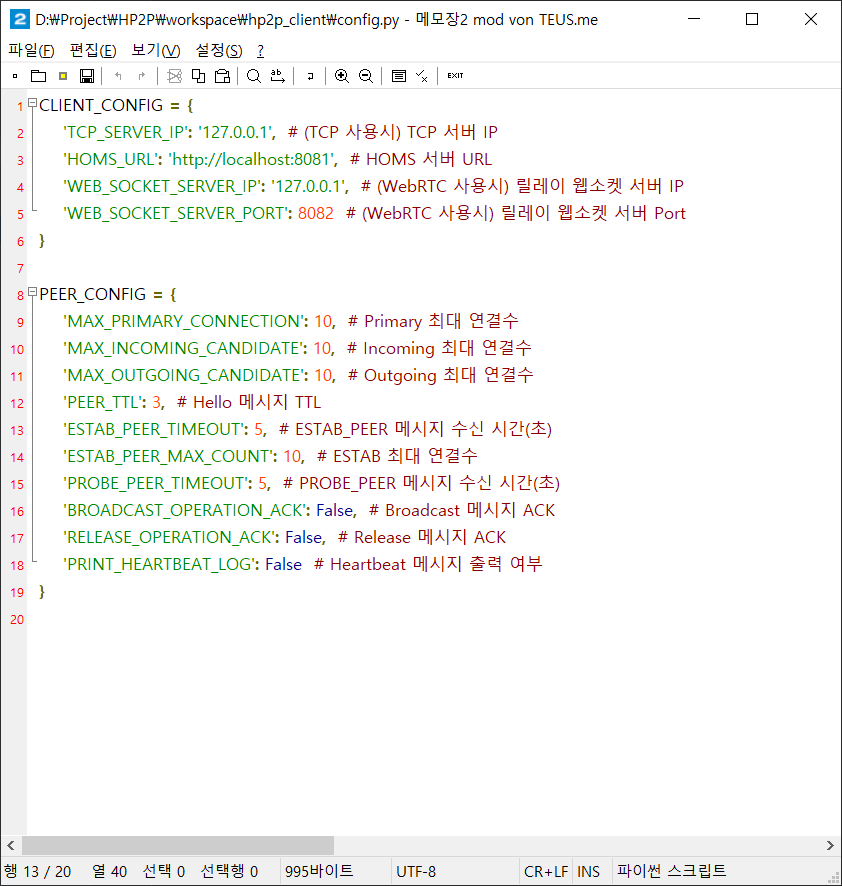 2 D:₩Project₩HP2P₩workspace₩hp2p_client₩config.py - 메모장2 mod von TEUS.me
파일(F) 편집(E) 보기(V) 설정(S) ?
EXIT
1 CLIENT_CONFIG = {
2 'TCP_SERVER_IP': '127.0.0.1', # (TCP 사용시) TCP 서버 IP
3 'HOMS_URL': 'http://localhost:8081', # HOMS 서버 URL
4 'WEB_SOCKET_SERVER_IP': '127.0.0.1', # (WebRTC 사용시) 릴레이 웹소켓 서버 IP
5 'WEB_SOCKET_SERVER_PORT': 8082 # (WebRTC 사용시) 릴레이 웹소켓 서버 Port
6 }
7
8 PEER_CONFIG = {
9 'MAX_PRIMARY_CONNECTION': 10, # Primary 최대 연결수
10 'MAX_INCOMING_CANDIDATE': 10, # Incoming 최대 연결수
11 'MAX_OUTGOING_CANDIDATE': 10, # Outgoing 최대 연결수
12 'PEER_TTL': 3, # Hello 메시지 TTL
13 'ESTAB_PEER_TIMEOUT': 5, # ESTAB_PEER 메시지 수신 시간(초)
14 'ESTAB_PEER_MAX_COUNT': 10, # ESTAB 최대 연결수
15 'PROBE_PEER_TIMEOUT': 5, # PROBE_PEER 메시지 수신 시간(초)
16 'BROADCAST_OPERATION_ACK': False, # Broadcast 메시지 ACK
17 'RELEASE_OPERATION_ACK': False, # Release 메시지 ACK
18 'PRINT_HEARTBEAT_LOG': False # Heartbeat 메시지 출력 여부
19 }
20
행 13 / 20 열 40 선택 0 선택행 0 995바이트 UTF-8 CR+LF INS 파이썬 스크립트